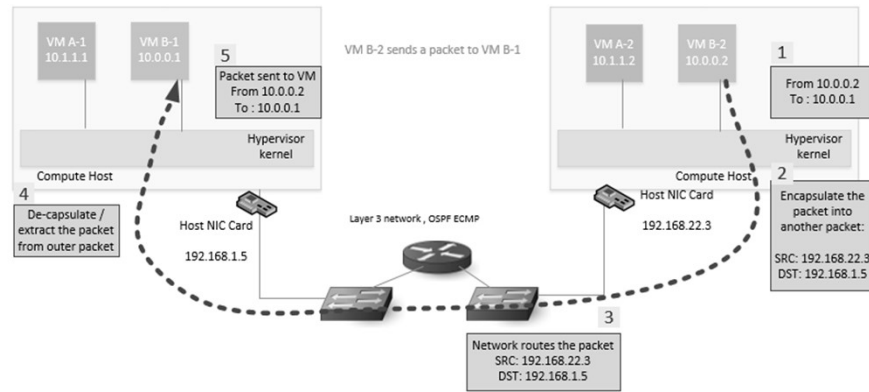 VM A-1
10.1.1.1
VM B-1
10.0.0.1
5
Packet sent to VM
From 10.0.0.2
To : 10.0.0.1
Hypervisor
kernel
Compute Host
4
De-capsulate /
extract the packet
from outer packet
Host NIC Card
192.168.1.5
VM B-2 sends a packet to VM B-1
Layer 3 network , OSPF ECMP
VM A-2
10.1.1.2
VM B-2
10.0.0.2
1
From 10.0.0.2
To : 10.0.0.1
Hypervisor
kernel
Compute Host
2
Encapsulate the
packet into
another packet:
SRC: 192.168.22.3
DST: 192.168.1.5
Host NIC Card
192.168.22.3
3
Network routes the packet
SRC: 192.168.22.3
DST: 192.168.1.5